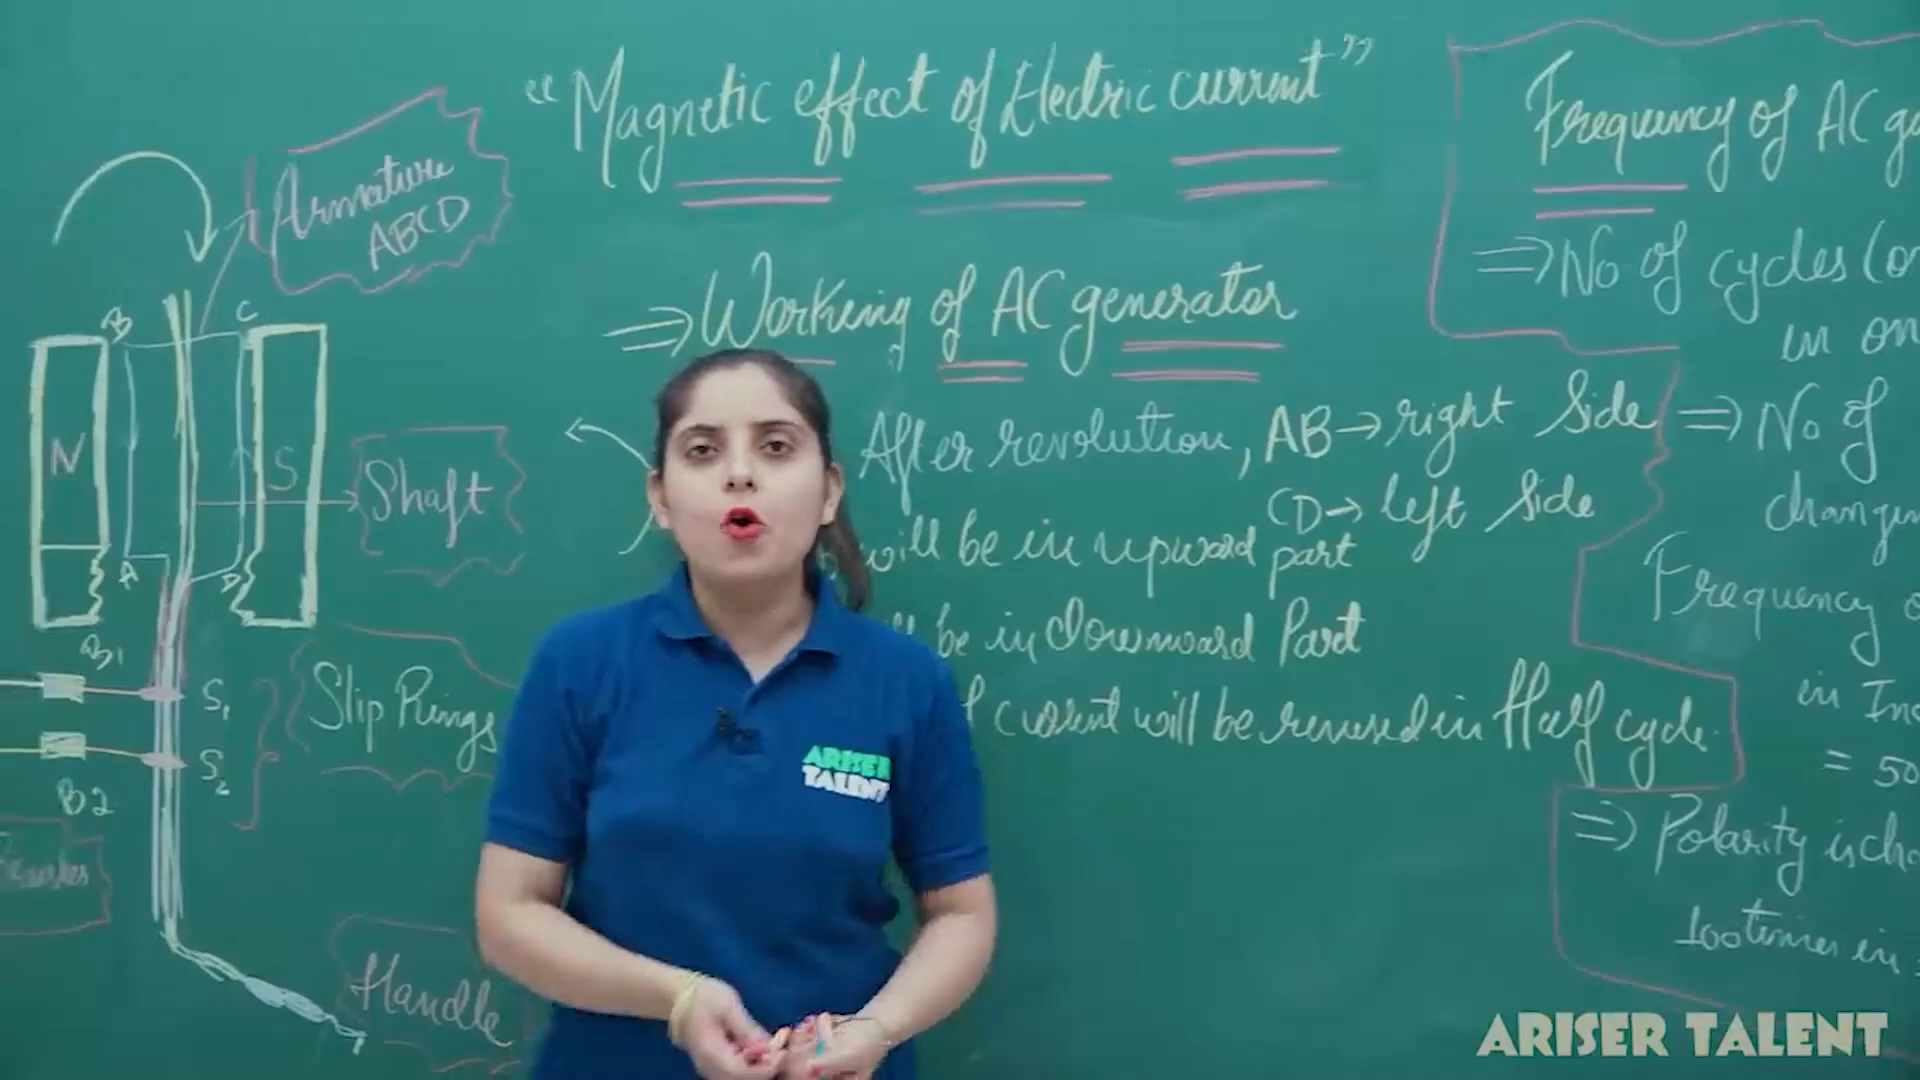 “Magnetic effect of Electric current”
Armature
ABCD
⇒ Working of AC generator
B C
N S
A D
Shaft
B1
S1
Slip Rings
S2
B2
Handle
After revolution, AB→ right side
CD→ left side
will be in upward part
be in downward Part
current will be reversed in Half cycle.
Frequency of AC
⇒ No of cycles
in
⇒ No of
Frequency
in
= 50
⇒ Polarity is
100 times in
ARISER
TALENT
ARISER TALENT